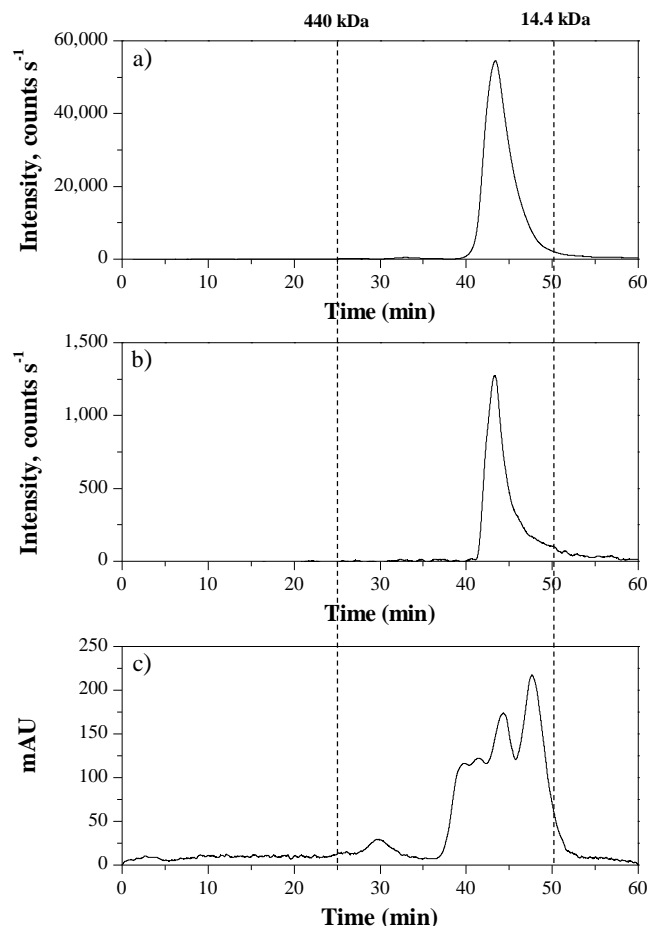 440 kDa 14.4 kDa
60,000
a)
40,000
20,000
0
Intensity, counts s-1
0 10 20 30 40 50 60
Time (min)
1,500
b)
1,000
500
0
Intensity, counts s-1
0 10 20 30 40 50 60
Time (min)
250
c)
200
150
100
50
0
mAU
0 10 20 30 40 50 60
Time (min)